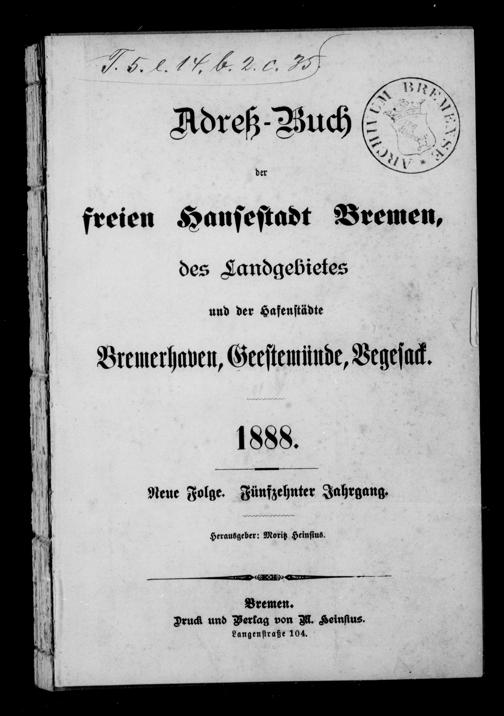 T. 5. e. 14. b. 2. c. 35.
ARCHIVUM BREMENSE
Adreß-Buch
der
freien Hansestadt Bremen,
des Landgebietes
und der Hafenstädte
Bremerhaven, Geestemünde, Vegesack.
1888.
Neue Folge. Fünfzehnter Jahrgang.
Herausgeber: Moritz Heinsius.
Bremen.
Druck und Verlag von M. Heinsius.
Langenstraße 104.